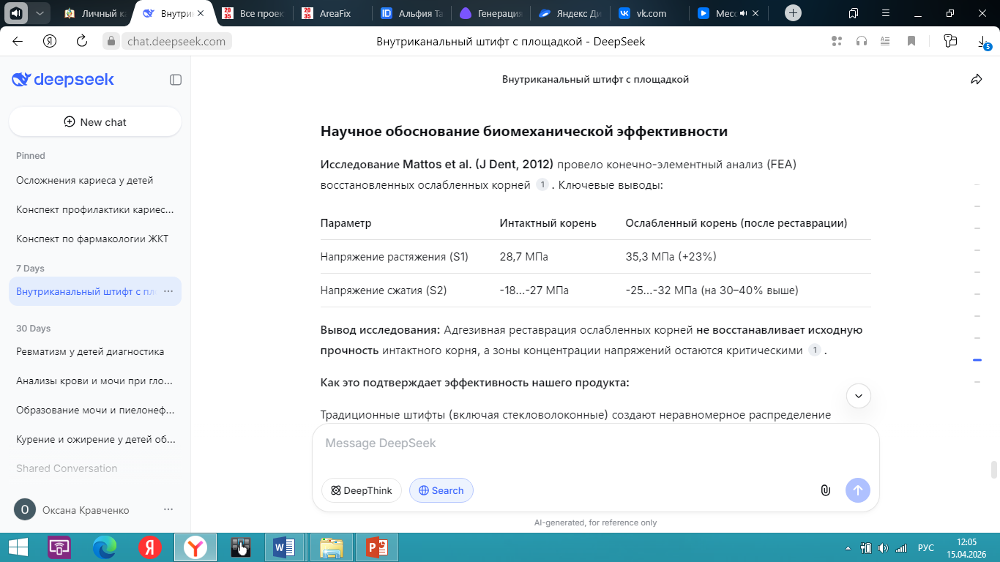 Личный ка
Внутрик
Все проек
AreaFix
Альфия Та
Генерация
Яндекс Ди
vk.com
Месс
chat.deepseek.com
Внутриканальный штифт с площадкой - DeepSeek
5
deepseek
New chat
Pinned
Осложнения кариеса у детей
Конспект профилактики кариес...
Конспект по фармакологии ЖКТ
7 Days
Внутриканальный штифт с пл
30 Days
Ревматизм у детей диагностика
Анализы крови и мочи при гло...
Образование мочи и пиелонеф...
Курение и ожирение у детей об...
Shared Conversation
О Оксана Кравченко
Внутриканальный штифт с площадкой
Научное обоснование биомеханической эффективности
Исследование Mattos et al. (J Dent, 2012) провело конечно-элементный анализ (FEA)
восстановленных ослабленных корней 1 . Ключевые выводы:
Параметр Интактный корень Ослабленный корень (после реставрации)
Напряжение растяжения (S1) 28,7 МПа 35,3 МПа (+23%)
Напряжение сжатия (S2) -18...-27 МПа -25...-32 МПа (на 30–40% выше)
Вывод исследования: Адгезивная реставрация ослабленных корней не восстанавливает исходную
прочность интактного корня, а зоны концентрации напряжений остаются критическими 1 .
Как это подтверждает эффективность нашего продукта:
Традиционные штифты (включая стекловолоконные) создают неравномерное распределение
Message DeepSeek
DeepThink
Search
AI-generated, for reference only
РУС
12:05
15.04.2026